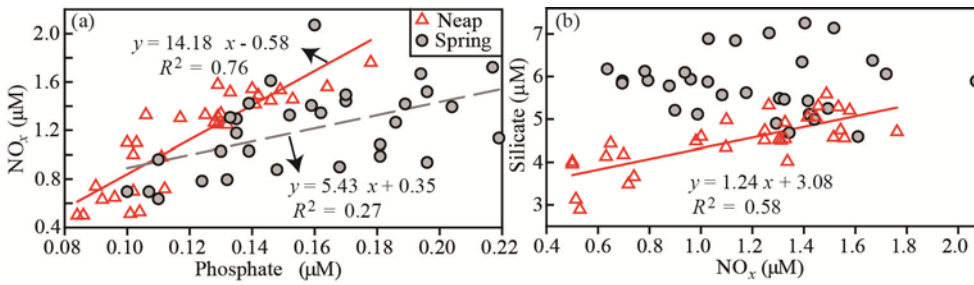 (a)
Neap
Spring
y = 14.18 x - 0.58
R² = 0.76
y = 5.43 x + 0.35
R² = 0.27
NOₓ (μM)
2.0
1.6
1.2
0.8
0.4
0.08 0.10 0.12 0.14 0.16 0.18 0.20 0.22
Phosphate (μM)
(b)
y = 1.24 x + 3.08
R² = 0.58
Silicate (μM)
7
6
5
4
3
0.4 0.6 0.8 1.0 1.2 1.4 1.6 1.8 2.0
NOₓ (μM)